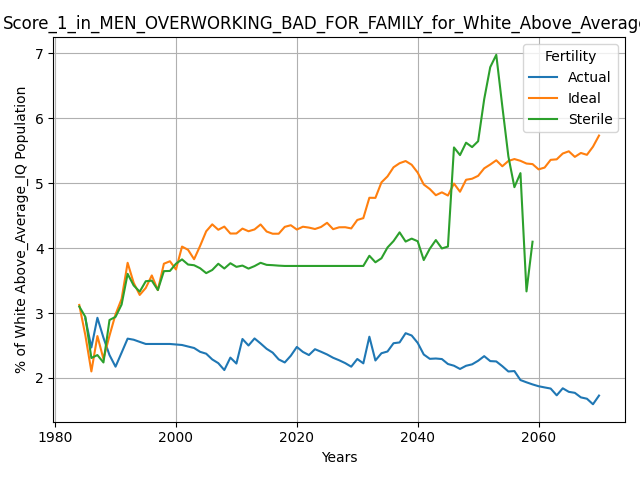 Score_1_in_MEN_OVERWORKING_BAD_FOR_FAMILY_for_White_Above_Average
Fertility
Actual
Ideal
Sterile
% of White Above_Average_IQ Population
7
6
5
4
3
2
1980
2000
2020
2040
2060
Years